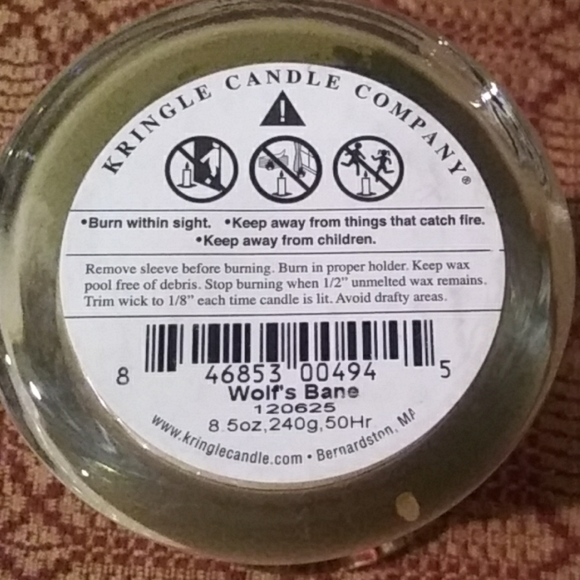 KRINGLE CANDLE COMPANY®
•Burn within sight. •Keep away from things that catch fire.
•Keep away from children.
Remove sleeve before burning. Burn in proper holder. Keep wax
pool free of debris. Stop burning when 1/2" unmelted wax remains.
Trim wick to 1/8" each time candle is lit. Avoid drafty areas.
8 46853 00494 5
Wolf's Bane
120625
8 5oz,240g,50Hr
www.kringlecandle.com • Bernardston, MA